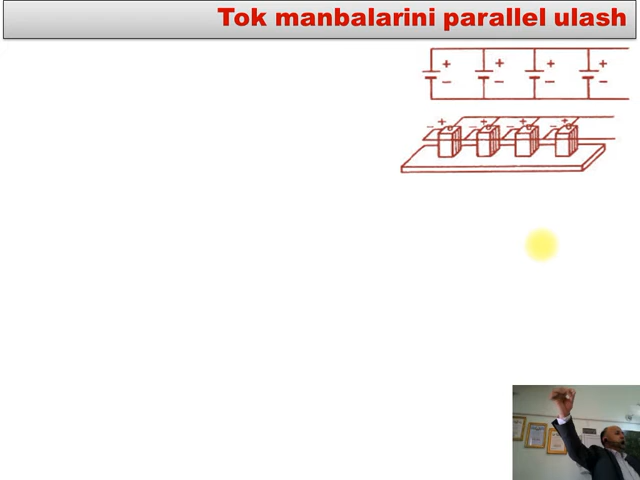 Tok manbalarini parallel ulash
+ + + +
− − − −
− + − + − + − +